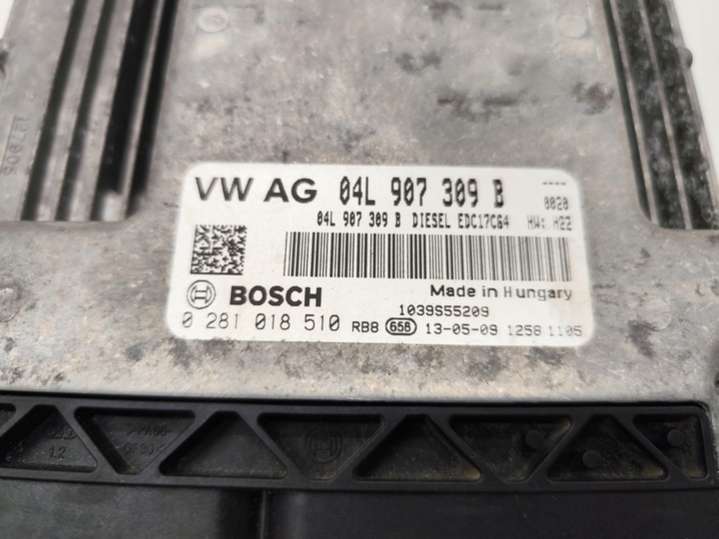 VW AG 04L 907 309 B ----
0020
04L 907 309 B DIESEL EDC17C64 HW: H22
BOSCH Made in Hungary
1039S55209
0 281 018 510 RB8 656 13-05-09 1258 1105
12